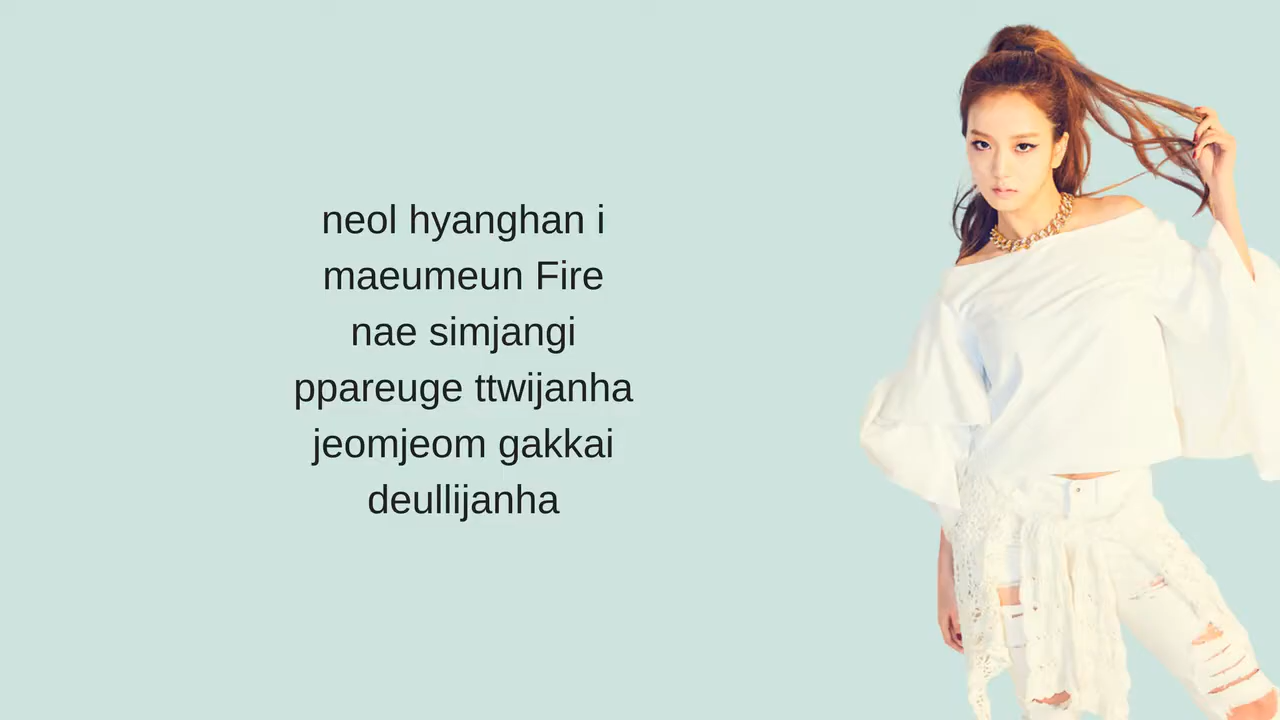 neol hyanghan i
maeumeun Fire
nae simjangi
ppareuge ttwijanha
jeomjeom gakkai
deullijanha